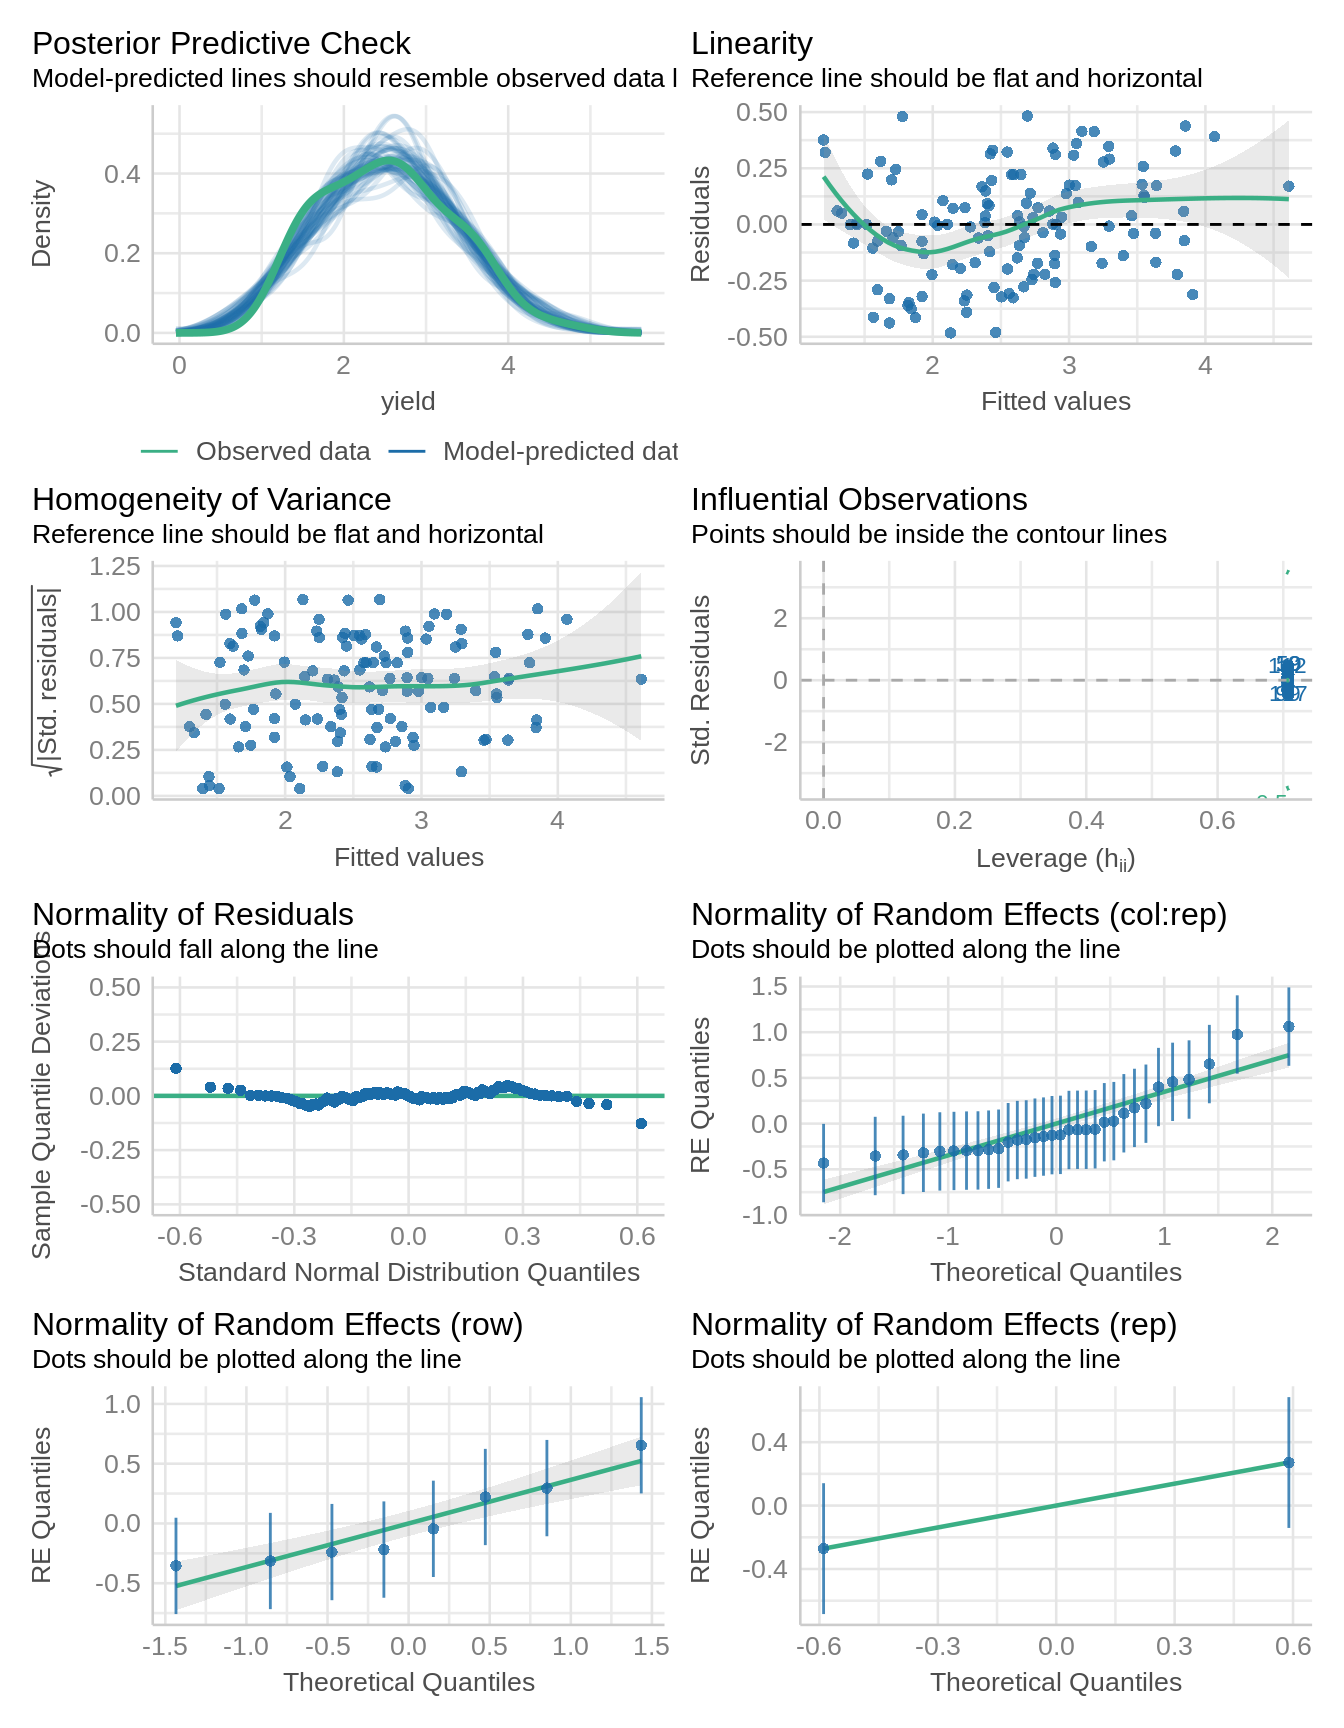 Posterior Predictive Check
Model-predicted lines should resemble observed data l
Density
0.4
0.2
0.0
0
2
4
yield
Observed data
Model-predicted dat
Linearity
Reference line should be flat and horizontal
Residuals
0.50
0.25
0.00
-0.25
-0.50
2
3
4
Fitted values
Homogeneity of Variance
Reference line should be flat and horizontal
√|Std. residuals|
1.25
1.00
0.75
0.50
0.25
0.00
2
3
4
Fitted values
Influential Observations
Points should be inside the contour lines
Std. Residuals
2
0
-2
0.0
0.2
0.4
0.6
Leverage (hii)
Normality of Residuals
Dots should fall along the line
Sample Quantile Deviations
0.50
0.25
0.00
-0.25
-0.50
-0.6
-0.3
0.0
0.3
0.6
Standard Normal Distribution Quantiles
Normality of Random Effects (col:rep)
Dots should be plotted along the line
RE Quantiles
1.5
1.0
0.5
0.0
-0.5
-1.0
-2
-1
0
1
2
Theoretical Quantiles
Normality of Random Effects (row)
Dots should be plotted along the line
RE Quantiles
1.0
0.5
0.0
-0.5
-1.5
-1.0
-0.5
0.0
0.5
1.0
1.5
Theoretical Quantiles
Normality of Random Effects (rep)
Dots should be plotted along the line
RE Quantiles
0.4
0.0
-0.4
-0.6
-0.3
0.0
0.3
0.6
Theoretical Quantiles